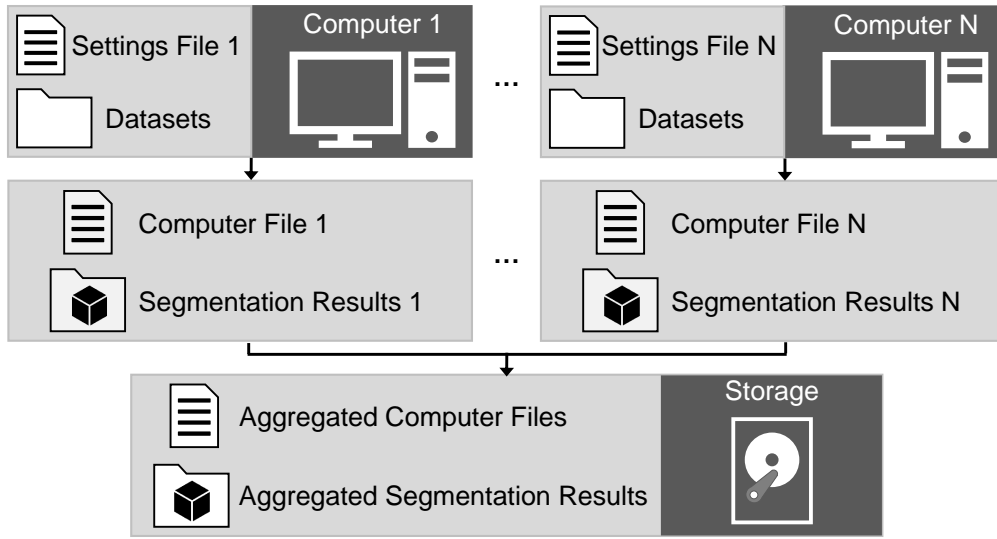 Settings File 1
Computer 1
Datasets
...
Settings File N
Computer N
Datasets
Computer File 1
Segmentation Results 1
...
Computer File N
Segmentation Results N
Aggregated Computer Files
Aggregated Segmentation Results
Storage